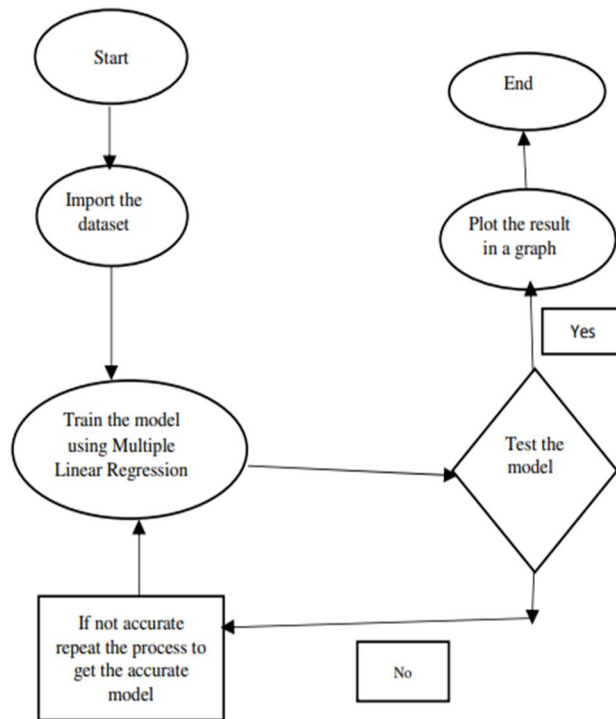 Start
Import the
dataset
Train the model
using Multiple
Linear Regression
If not accurate
repeat the process to
get the accurate
model
No
Test the
model
Yes
Plot the result
in a graph
End